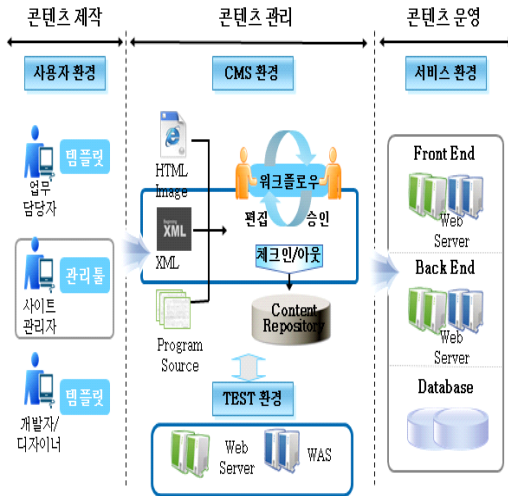 콘텐츠 제작
콘텐츠 관리
콘텐츠 운영
사용자 환경
CMS 환경
서비스 환경
템플릿
업무
담당자
관리툴
사이트
관리자
템플릿
개발자/
디자이너
HTML
Image
Beginning
XML
XML
Program
Source
워크플로우
편집
승인
체크인/아웃
Content
Repository
TEST 환경
Web
Server
WAS
Front End
Web
Server
Back End
Web
Server
Database